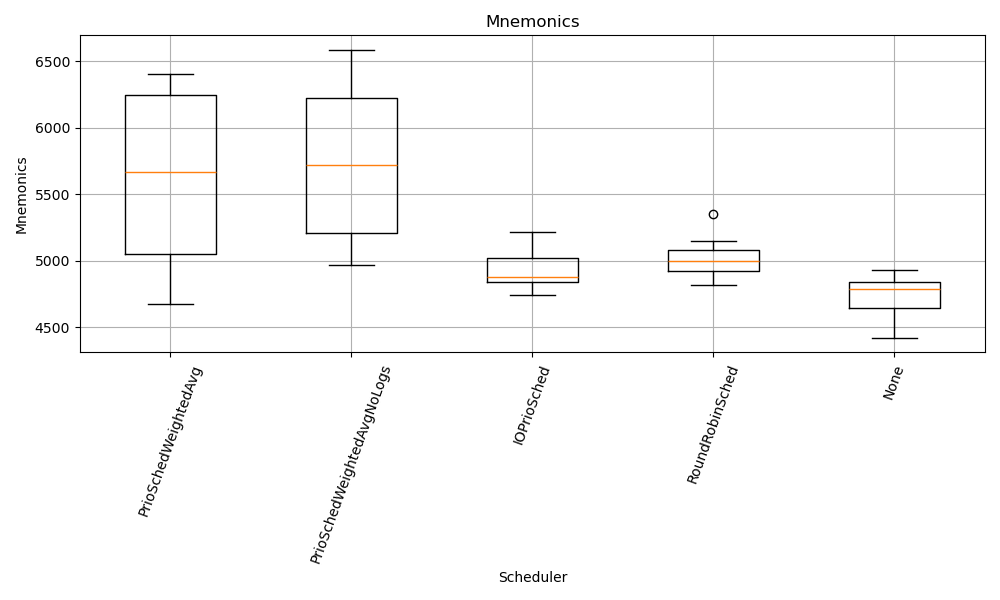 Mnemonics
6500
6000
5500
5000
4500
Mnemonics
PrioSchedWeightedAvg
PrioSchedWeightedAvgNoLogs
IOPrioSched
RoundRobinSched
None
Scheduler